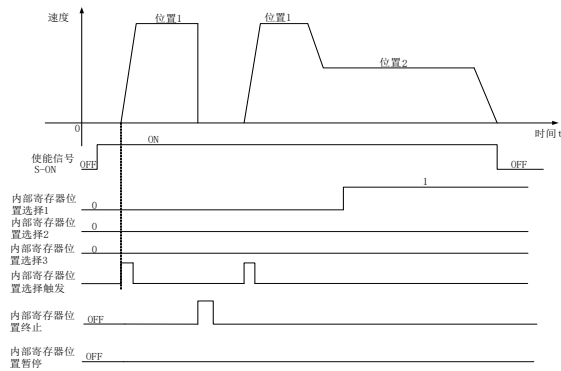 速度
位置1
位置1
位置2
0
时间 t
使能信号
S-ON
OFF
ON
OFF
内部寄存器位
置选择1
0
1
内部寄存器位
置选择2
0
内部寄存器位
置选择3
0
内部寄存器位
置选择触发
内部寄存器位
置终止
OFF
内部寄存器位
置暂停
OFF